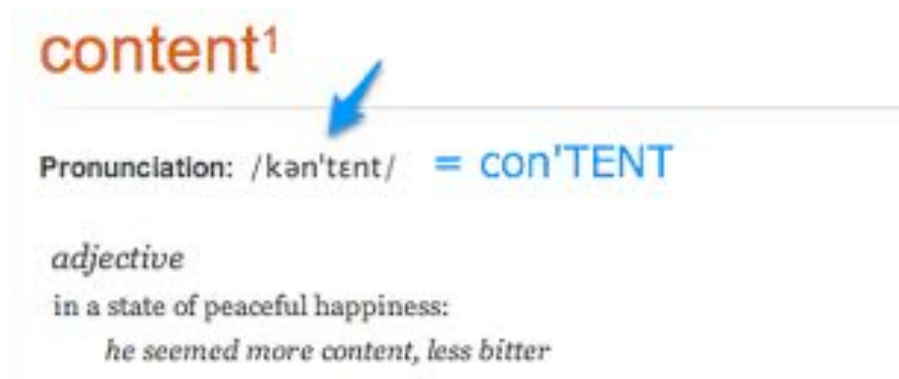 content¹
Pronunciation: /kən'tɛnt/ = con'TENT
adjective
in a state of peaceful happiness:
he seemed more content, less bitter